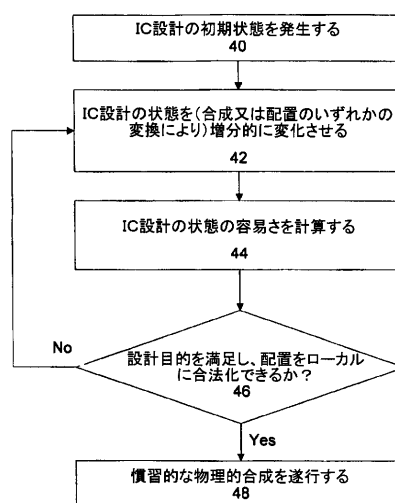 IC設計の初期状態を発生する
40
IC設計の状態を(合成又は配置のいずれかの
変換により)増分的に変化させる
42
IC設計の状態の容易さを計算する
44
No
設計目的を満足し、配置をローカル
に合法化できるか?
46
Yes
慣習的な物理的合成を遂行する
48